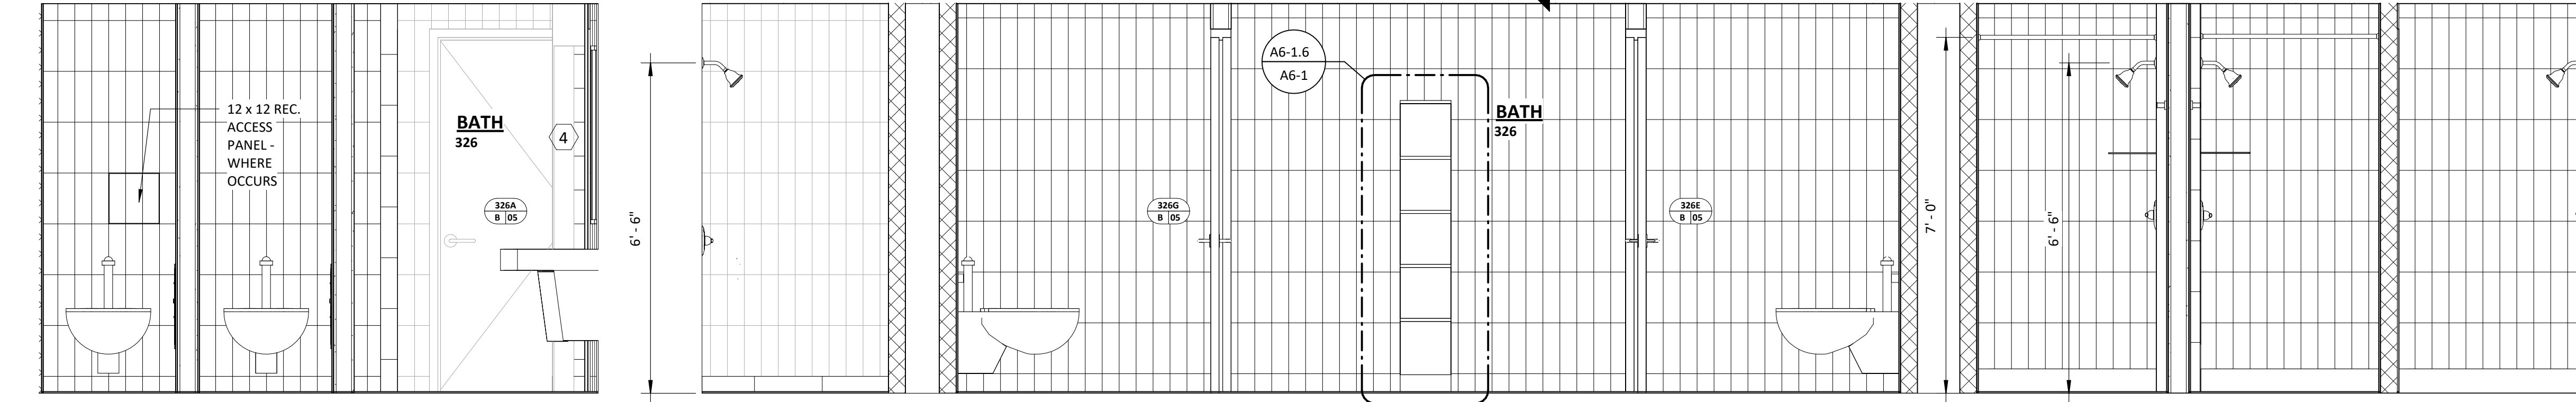 12 x 12 REC.
ACCESS
PANEL -
WHERE
OCCURS
BATH
326
4
326A
B 05
6' - 6"
326G
B 05
A6-1.6
A6-1
BATH
326
326E
B 05
7' - 0"
6' - 6"